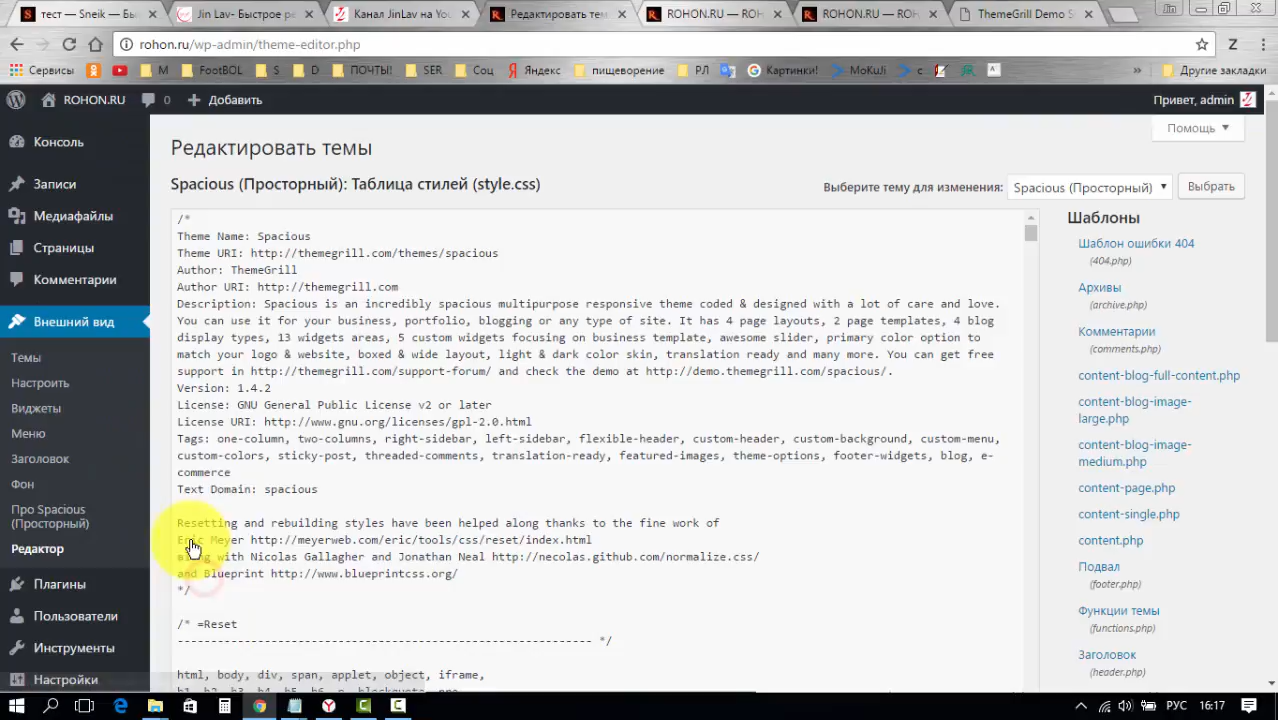 тест — Sneik — Бы
Jin Lav- Быстрое ре
Канал JinLav на You
Редактировать тем
ROHON.RU — ROHO
ROHON.RU — ROHO
ThemeGrill Demo S
rohon.ru/wp-admin/theme-editor.php
Z
Сервисы
М
FootBOL
S
D
ПОЧТЫ!
SER
Соц
Яндекс
пищеворение
РЛ
Картинки!
MoKuJi
c
A
»
Другие закладки
ROHON.RU
0
Добавить
Привет, admin
Помощь
Консоль
Записи
Медиафайлы
Страницы
Комментарии
Внешний вид
Темы
Настроить
Виджеты
Меню
Заголовок
Фон
Про Spacious
(Просторный)
Редактор
Плагины
Пользователи
Инструменты
Настройки
Редактировать темы
Spacious (Просторный): Таблица стилей (style.css)
Выберите тему для изменения:
Spacious (Просторный)
Выбрать
/*
Theme Name: Spacious
Theme URI: http://themegrill.com/themes/spacious
Author: ThemeGrill
Author URI: http://themegrill.com
Description: Spacious is an incredibly spacious multipurpose responsive theme coded & designed with a lot of care and love.
You can use it for your business, portfolio, blogging or any type of site. It has 4 page layouts, 2 page templates, 4 blog
display types, 13 widgets areas, 5 custom widgets focusing on business template, awesome slider, primary color option to
match your logo & website, boxed & wide layout, light & dark color skin, translation ready and many more. You can get free
support in http://themegrill.com/support-forum/ and check the demo at http://demo.themegrill.com/spacious/.
Version: 1.4.2
License: GNU General Public License v2 or later
License URI: http://www.gnu.org/licenses/gpl-2.0.html
Tags: one-column, two-columns, right-sidebar, left-sidebar, flexible-header, custom-header, custom-background, custom-menu,
custom-colors, sticky-post, threaded-comments, translation-ready, featured-images, theme-options, footer-widgets, blog, e-
commerce
Text Domain: spacious
Resetting and rebuilding styles have been helped along thanks to the fine work of
Eric Meyer http://meyerweb.com/eric/tools/css/reset/index.html
along with Nicolas Gallagher and Jonathan Neal http://necolas.github.com/normalize.css/
and Blueprint http://www.blueprintcss.org/
*/
/* =Reset
-------------------------------------------------------------- */
html, body, div, span, applet, object, iframe,
h1, h2, h3, h4, h5, h6, p, blockquote, pre,
Шаблоны
Шаблон ошибки 404
(404.php)
Архивы
(archive.php)
Комментарии
(comments.php)
content-blog-full-content.php
content-blog-image-
large.php
content-blog-image-
medium.php
content-page.php
content-single.php
content.php
Подвал
(footer.php)
Функции темы
(functions.php)
Заголовок
(header.php)
РУС
16:17